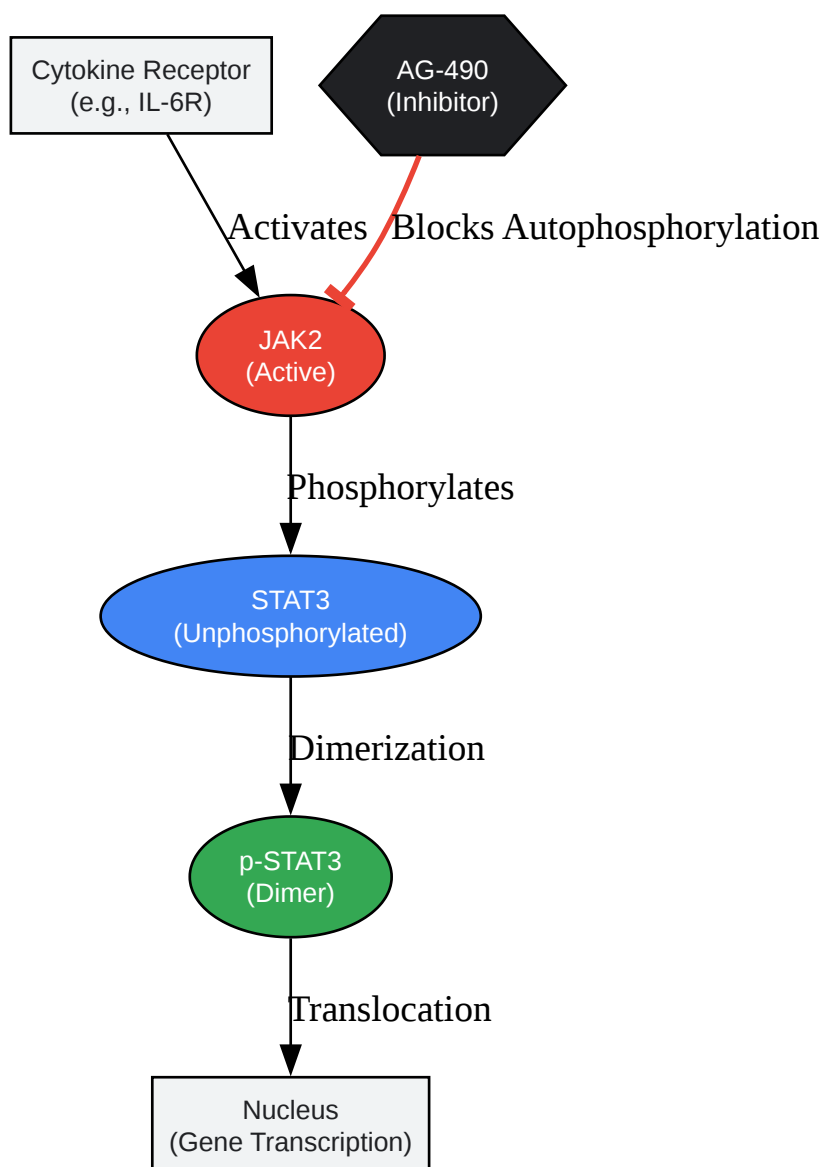 Cytokine Receptor
(e.g., IL-6R)
AG-490
(Inhibitor)
Activates
Blocks Autophosphorylation
JAK2
(Active)
Phosphorylates
STAT3
(Unphosphorylated)
Dimerization
p-STAT3
(Dimer)
Translocation
Nucleus
(Gene Transcription)